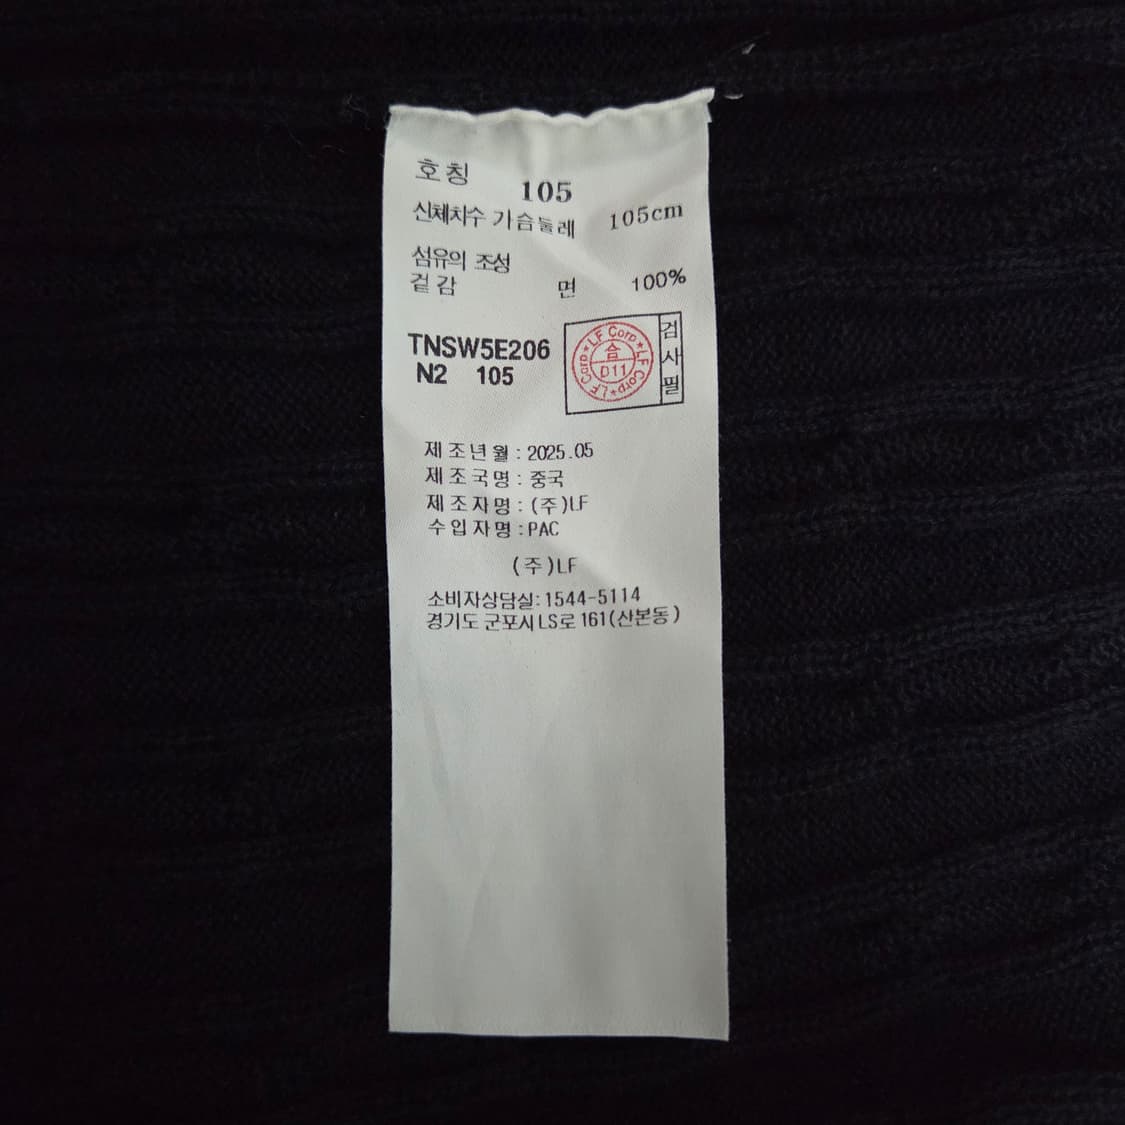 호칭 105
신체치수 가슴둘레 105cm
섬유의 조성
겉감 면 100%
TNSW5E206
N2 105
LF Corp★LF Corp★LF Corp★
合
D11
검사필
제조년월 : 2025.05
제조국명 : 중국
제조자명 : (주)LF
수입자명 : PAC
(주)LF
소비자상담실: 1544-5114
경기도 군포시 LS로 161(산본동)